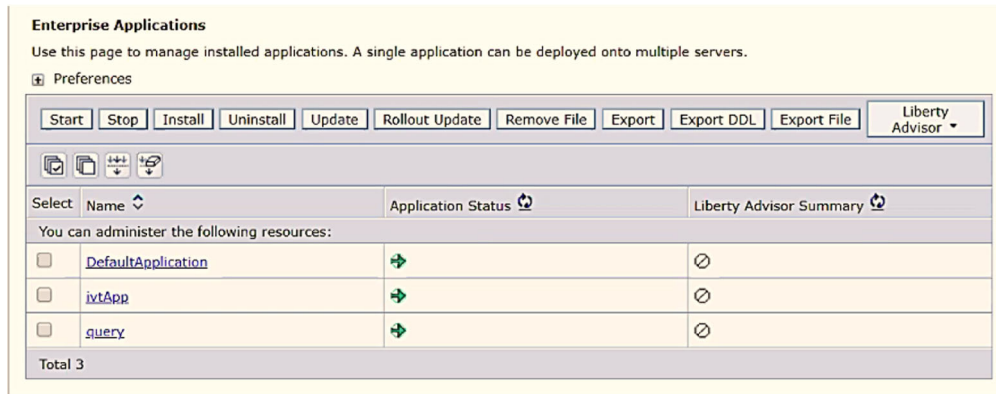 Enterprise Applications
Use this page to manage installed applications. A single application can be deployed onto multiple servers.
Preferences
Start Stop Install Uninstall Update Rollout Update Remove File Export Export DDL Export File Liberty Advisor
Select Name Application Status Liberty Advisor Summary
You can administer the following resources:
DefaultApplication
ivtApp
query
Total 3